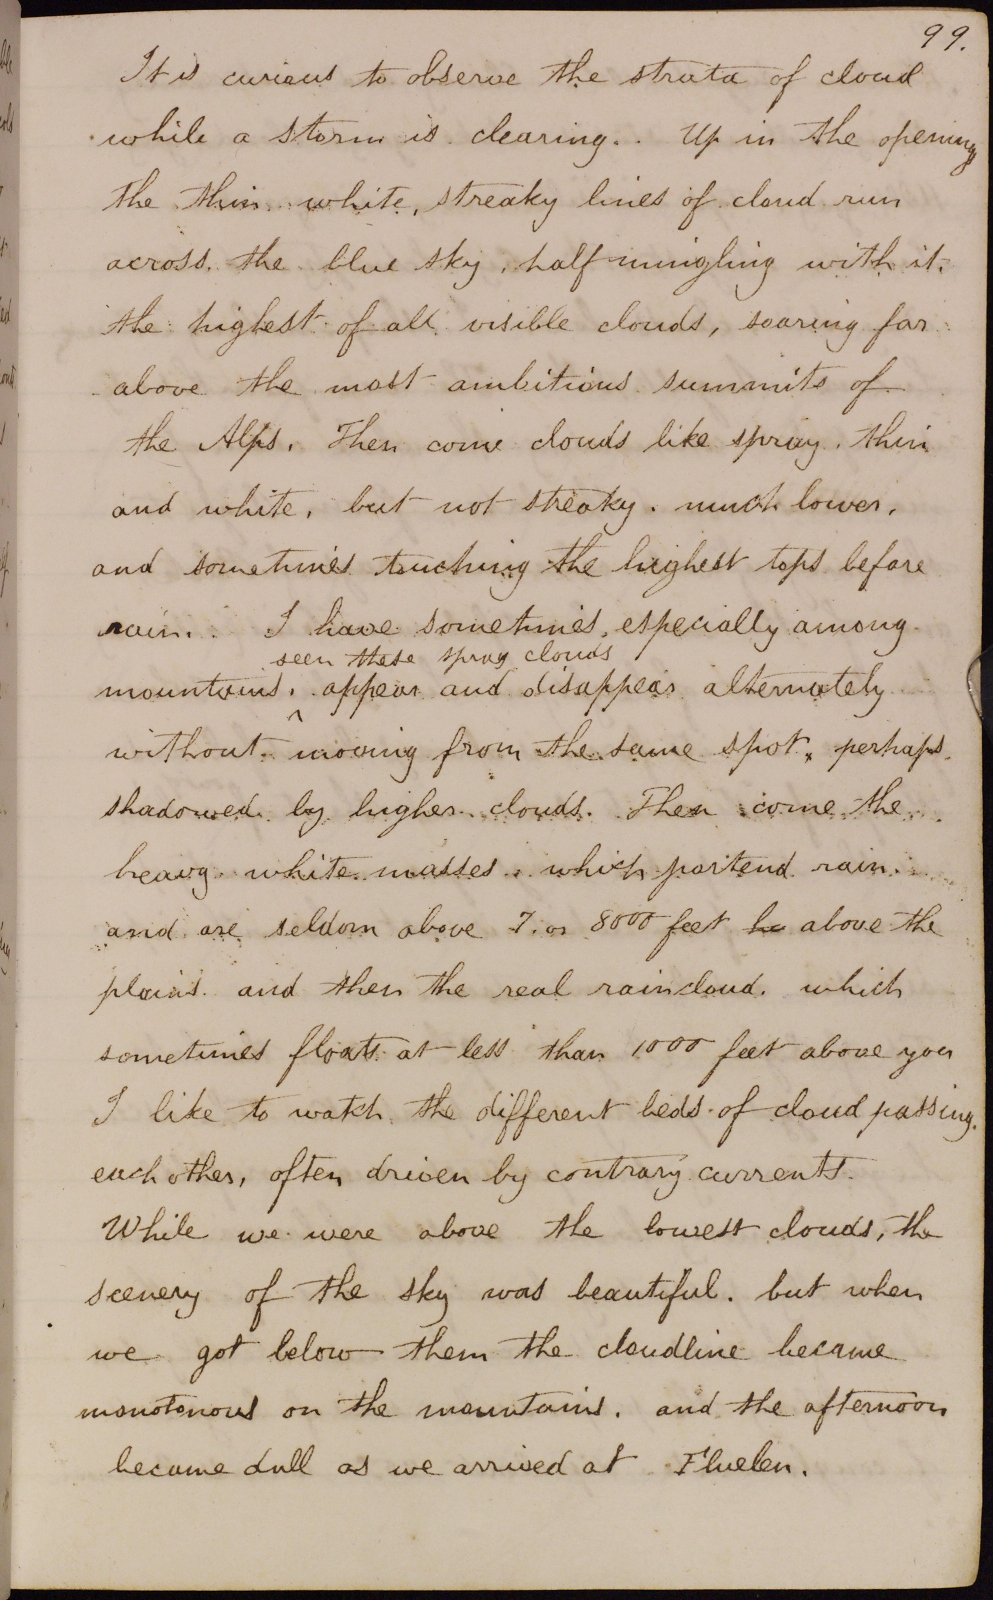 99.
It is curious to observe the strata of cloud
while a storm is clearing.. Up in the openings
the thin white, streaky lines of cloud run
across. the blue sky, half mingling with it.
the highest of all visible clouds, soaring far
above the most ambitious summits of
the Alps. Then come clouds like spray. thin
and white, but not streaky. much lower,
and sometimes touching the highest tops before
rain. I have sometimes, especially among
seen these spray clouds
mountains, appear and disappear alternately
without ^ moving from the same spot, perhaps
shadowed by higher clouds. Then come the
heavy white masses. which portend rain.
and are seldom above 7. or 8000 feet he above the
plains. and then the real raincloud. which
sometimes floats at less than 1000 feet above you
I like to watch the different beds of cloud passing.
each other, often driven by contrary currents.
While we were above the lowest clouds, the
scenery of the sky was beautiful. but when
we got below them the cloudline became
monotonous on the mountains. and the afternoon
became dull as we arrived at Fluelen.